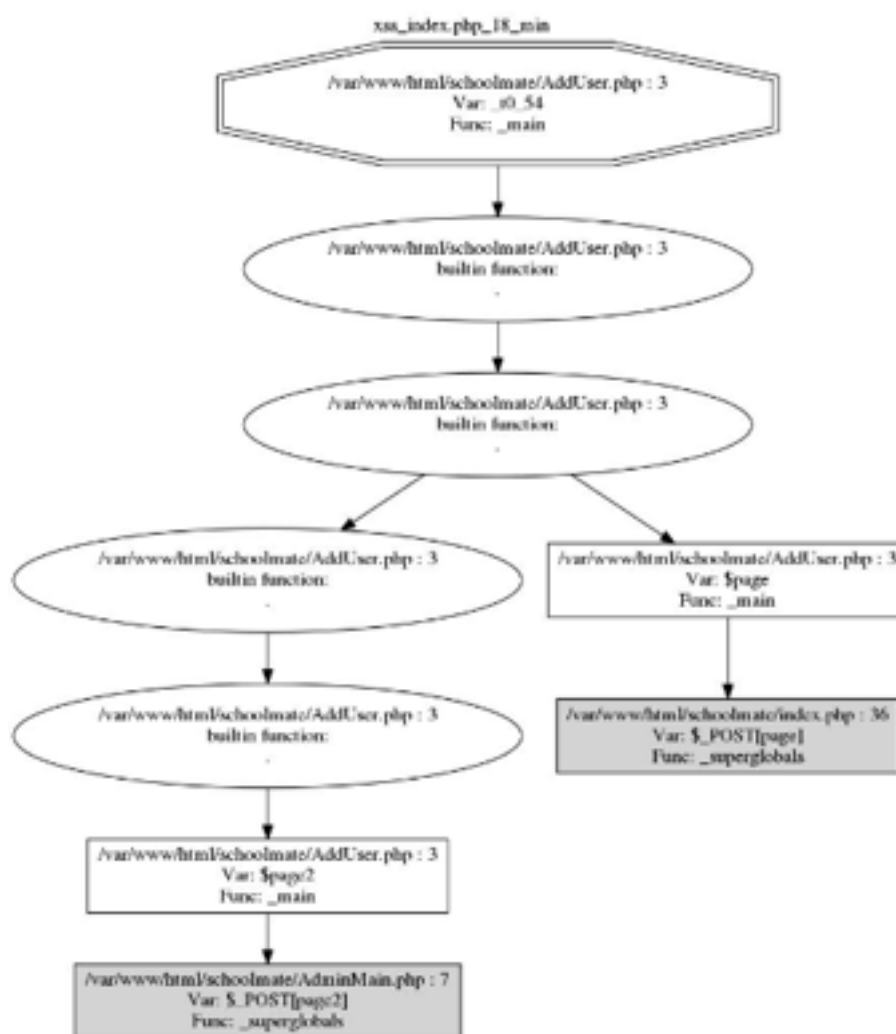 xss_index.php_18_min
/var/www/html/schoolmate/AddUser.php : 3
Var: _t0_54
Func: _main
/var/www/html/schoolmate/AddUser.php : 3
builtin function:
.
/var/www/html/schoolmate/AddUser.php : 3
builtin function:
.
/var/www/html/schoolmate/AddUser.php : 3
builtin function:
.
/var/www/html/schoolmate/AddUser.php : 3
Var: $page
Func: _main
/var/www/html/schoolmate/AddUser.php : 3
builtin function:
.
/var/www/html/schoolmate/index.php : 36
Var: $_POST[page]
Func: _superglobals
/var/www/html/schoolmate/AddUser.php : 3
Var: $page2
Func: _main
/var/www/html/schoolmate/AdminMain.php : 7
Var: $_POST[page2]
Func: _superglobals